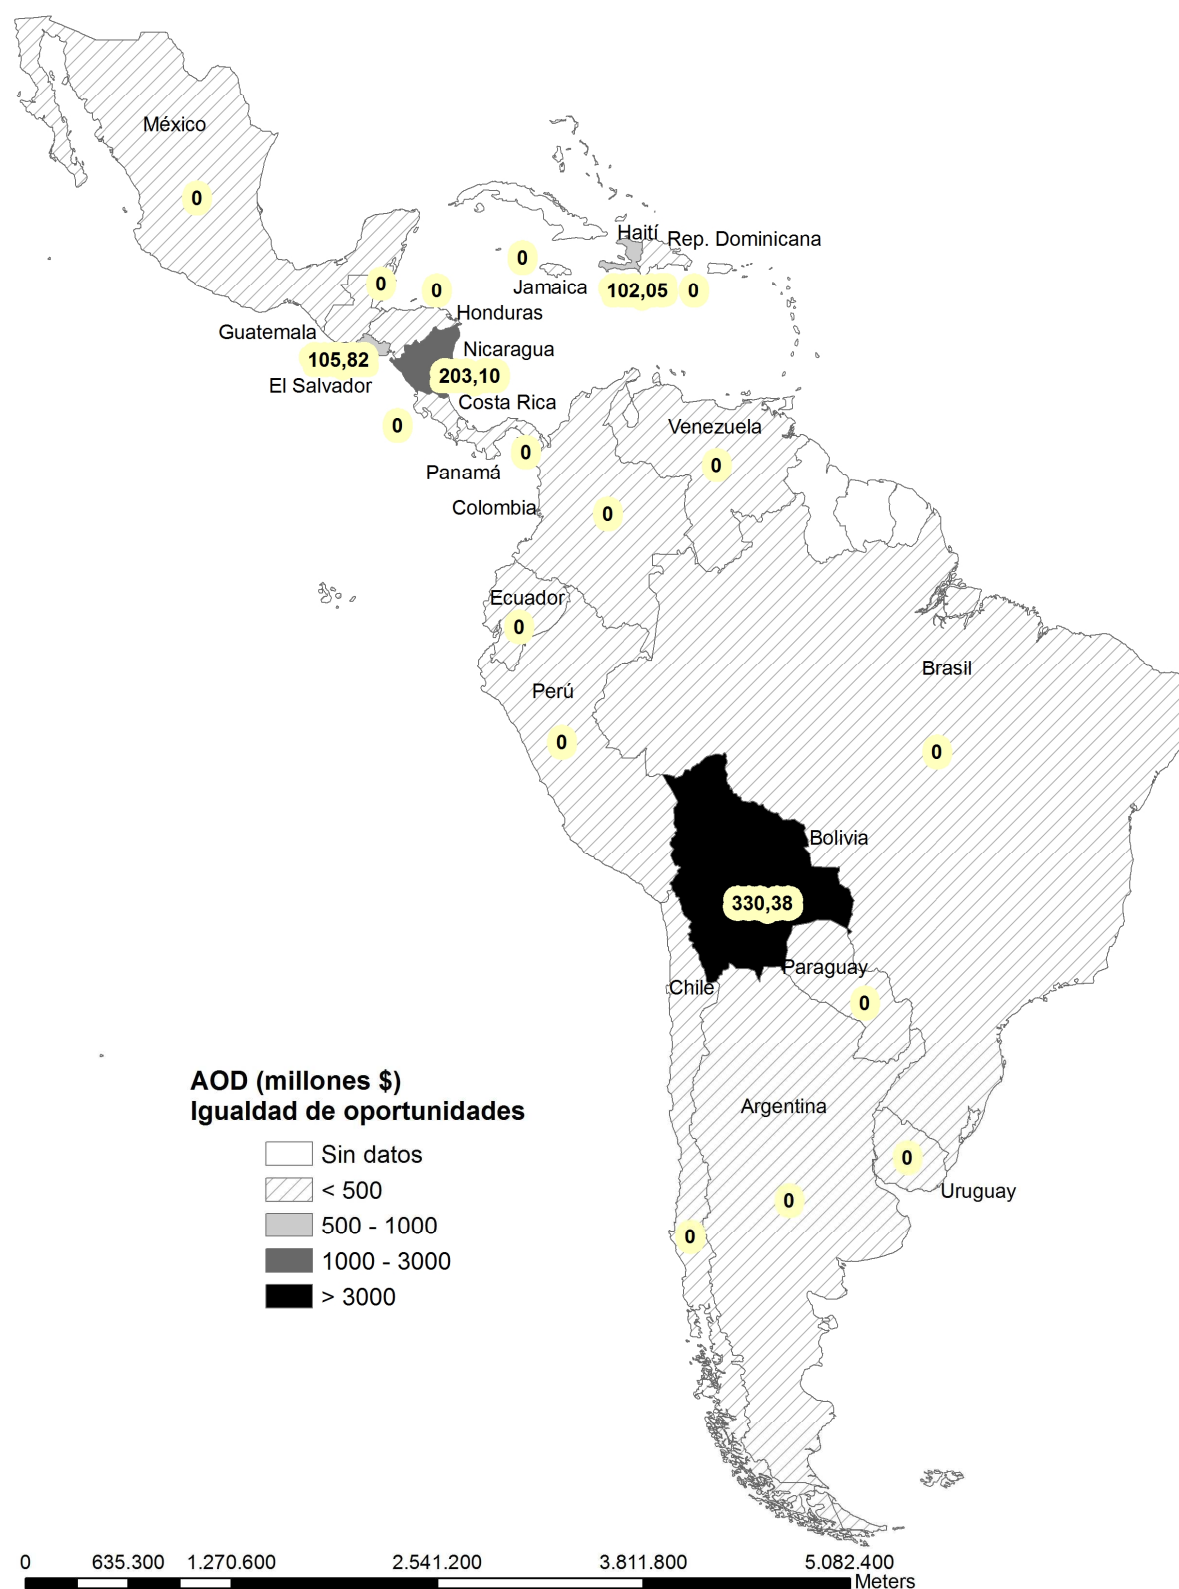 México
0
Haití
Rep. Dominicana
0
0
0
Jamaica
102,05
0
Honduras
Guatemala
Nicaragua
105,82
203,10
El Salvador
Costa Rica
0
Venezuela
0
Panamá
0
Colombia
0
Ecuador
0
Brasil
Perú
0
0
Bolivia
330,38
Paraguay
Chile
0
AOD (millones $)
Igualdad de oportunidades
Argentina
Sin datos
0
< 500
Uruguay
0
500 - 1000
0
1000 - 3000
> 3000
0 635.300 1.270.600 2.541.200 3.811.800 5.082.400
Meters